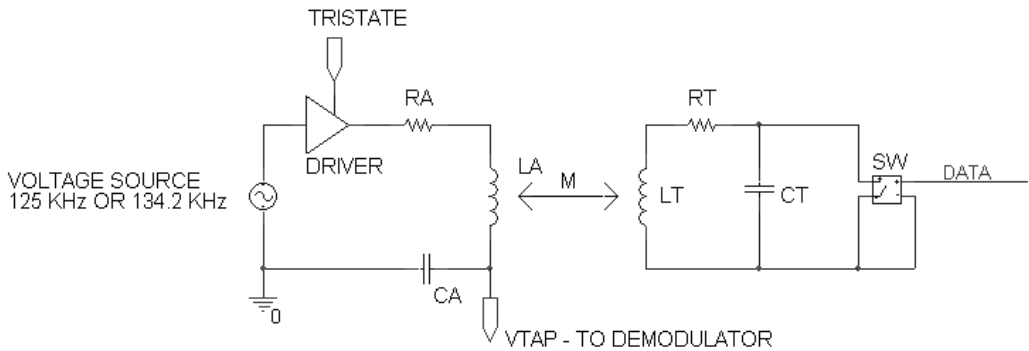 TRISTATE
RA
RT
DRIVER
LA
M
SW
DATA
VOLTAGE SOURCE
125 KHz OR 134.2 KHz
LT
CT
CA
0
VTAP - TO DEMODULATOR